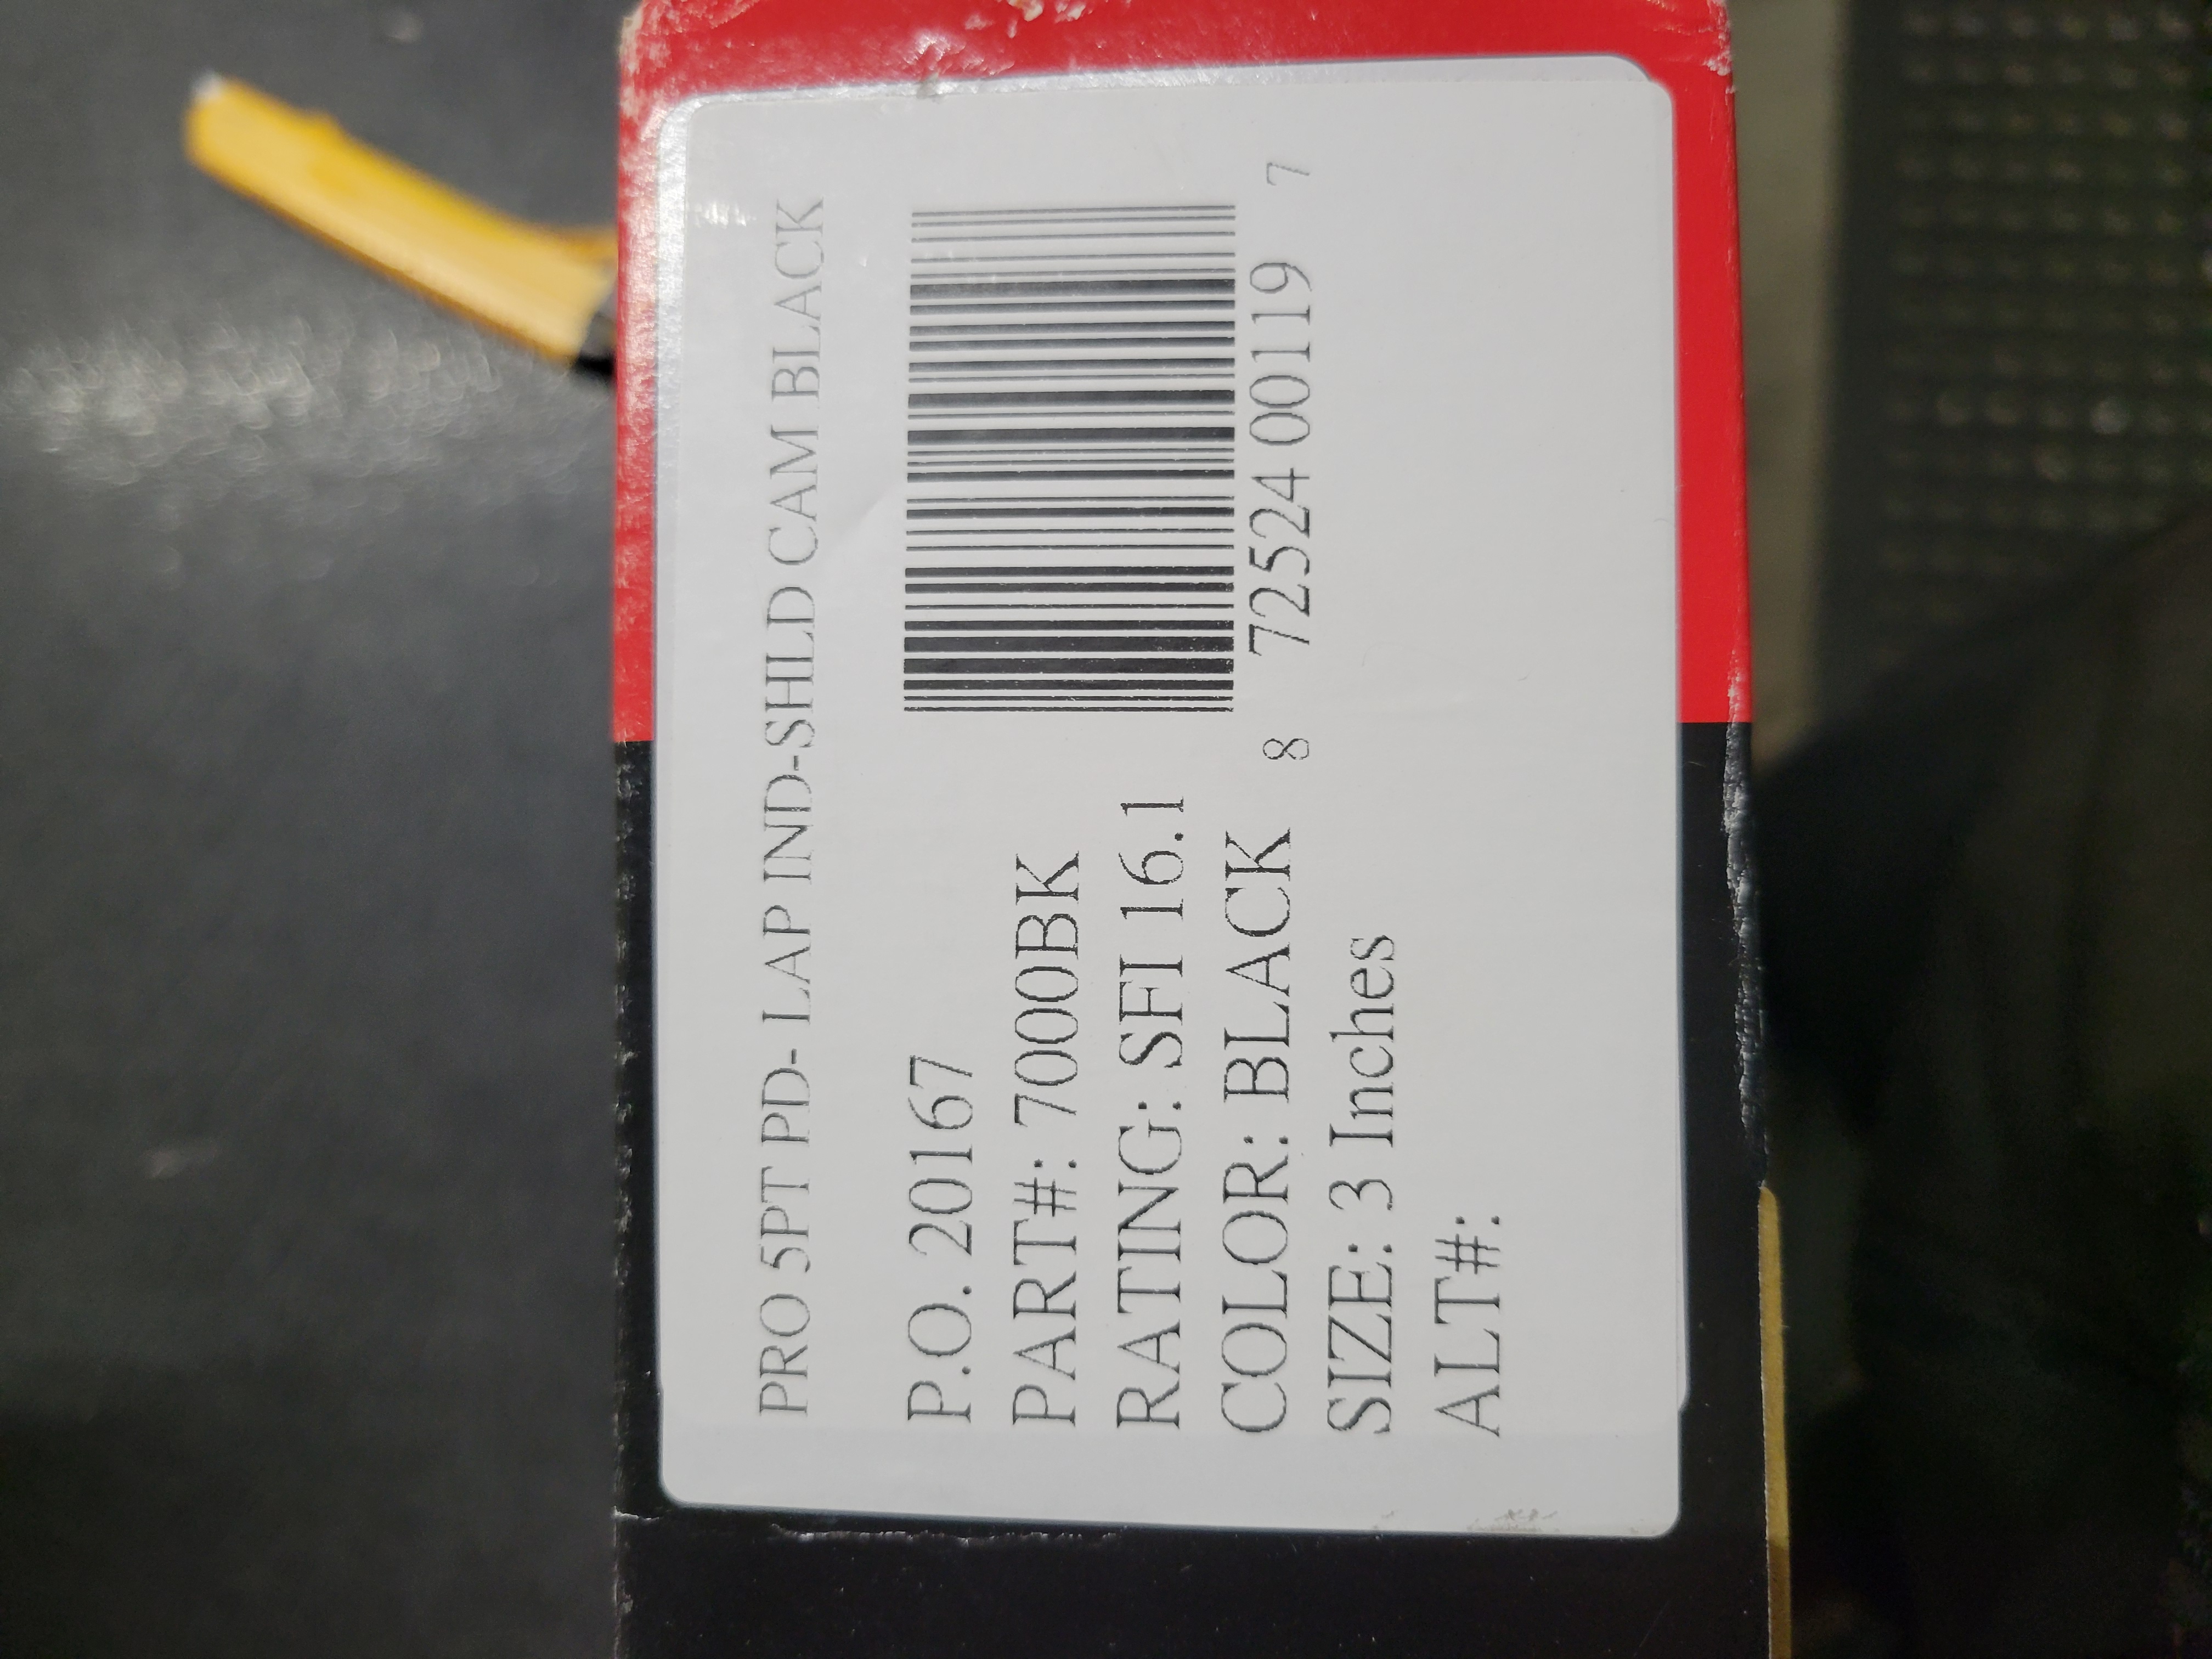 PRO 5PT PD- LAP IND-SHLD CAM BLACK
P.O. 20167
PART#: 7000BK
RATING: SFI 16.1
COLOR: BLACK
SIZE: 3 Inches
ALT#:
8 72524 00119 7